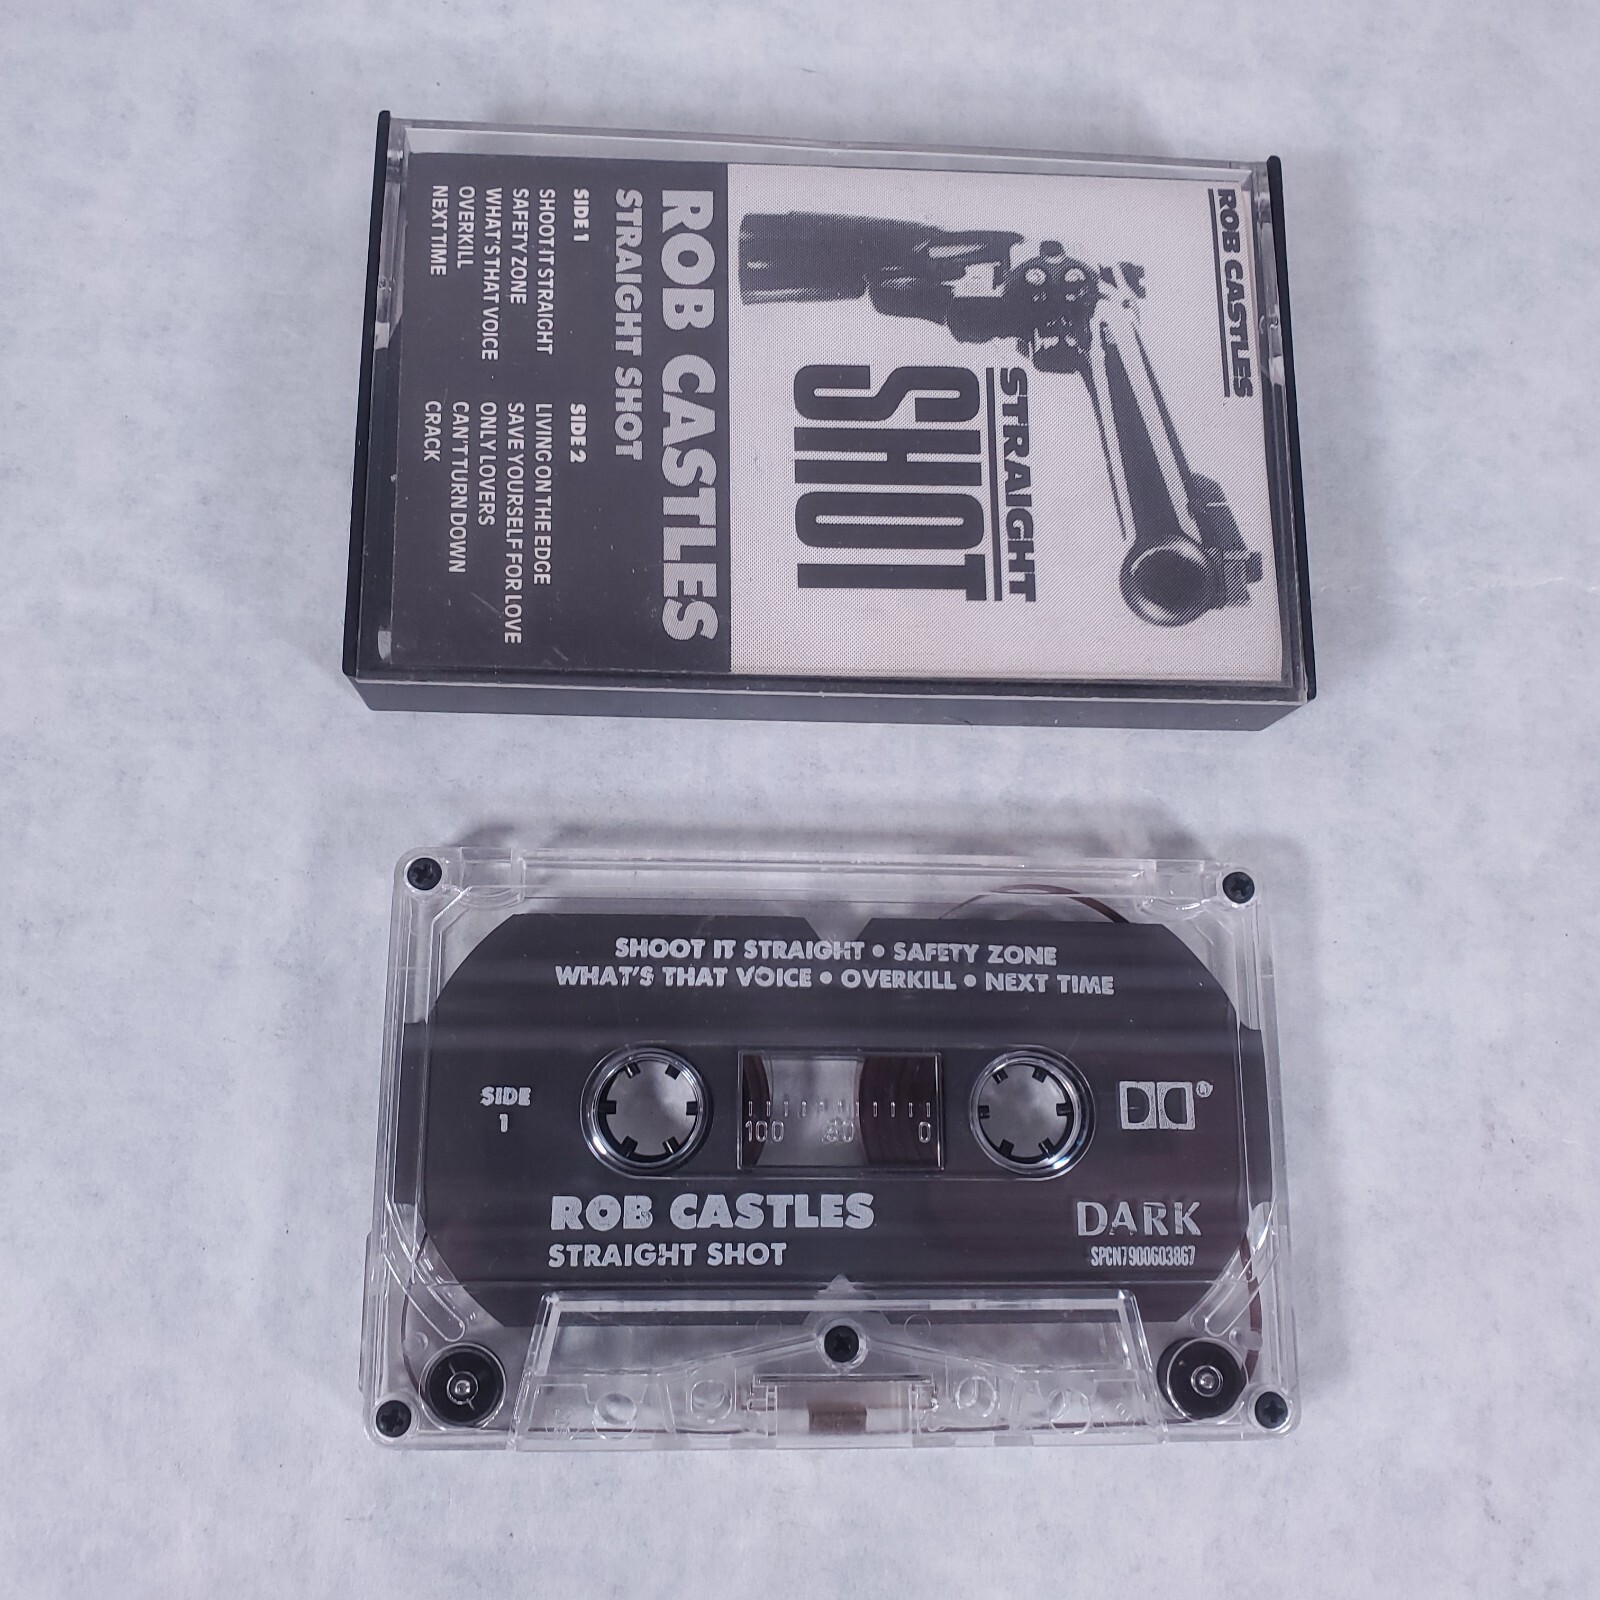 ROB CASTLES
STRAIGHT
SHOT
ROB CASTLES
STRAIGHT SHOT
SIDE 1
SHOOT IT STRAIGHT
SAFETY ZONE
WHAT'S THAT VOICE
OVERKILL
NEXT TIME
SIDE 2
LIVING ON THE EDGE
SAVE YOURSELF FOR LOVE
ONLY LOVERS
CAN'T TURN DOWN
CRACK
SHOOT IT STRAIGHT • SAFETY ZONE
WHAT'S THAT VOICE • OVERKILL • NEXT TIME
SIDE
1
100 50 0
®
ROB CASTLES
STRAIGHT SHOT
DARK
SPCN7900603867